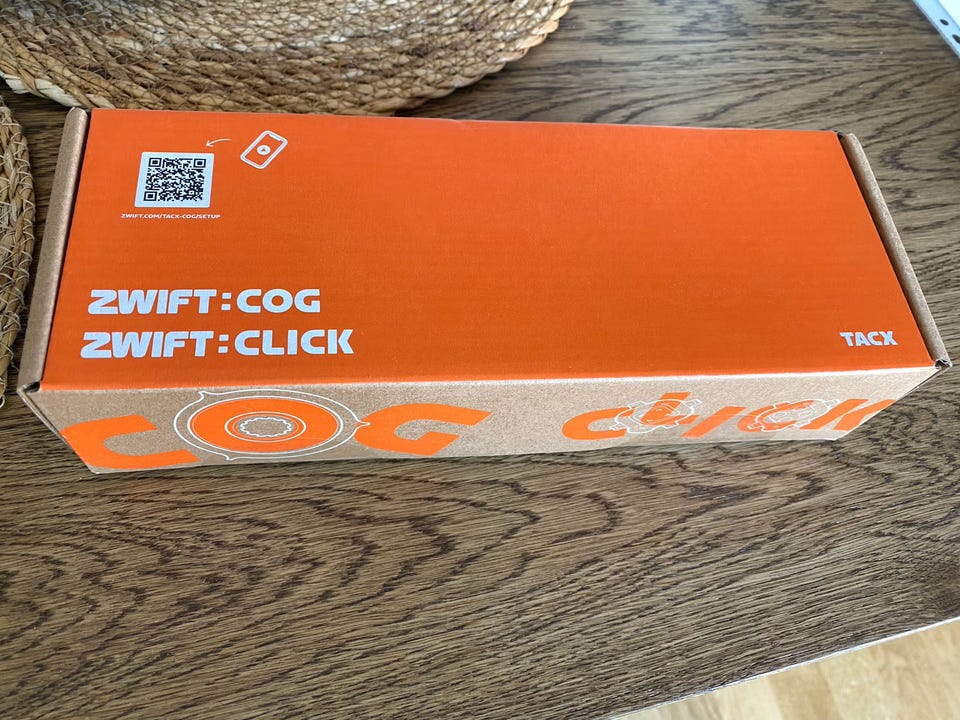 ZWIFT.COM/TACX-COG/SETUP
ZWIFT:COG
ZWIFT:CLICK
TACX
COG
CLICK